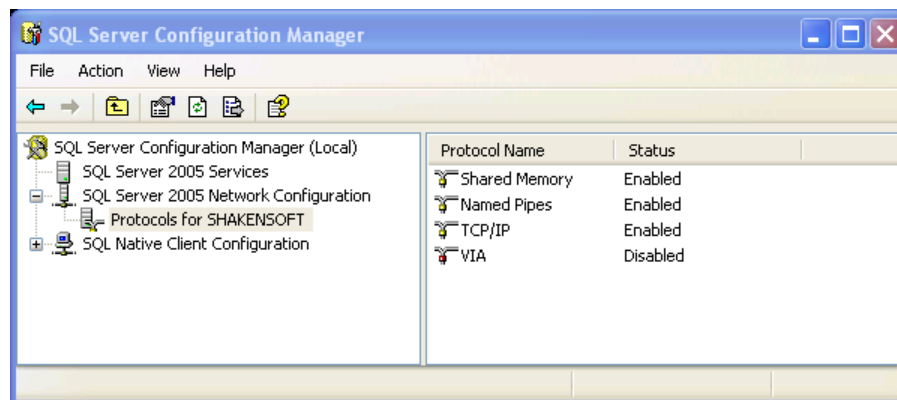 SQL Server Configuration Manager
File Action View Help
SQL Server Configuration Manager (Local)
SQL Server 2005 Services
SQL Server 2005 Network Configuration
Protocols for SHAKENSOFT
SQL Native Client Configuration
Protocol Name Status
Shared Memory Enabled
Named Pipes Enabled
TCP/IP Enabled
VIA Disabled